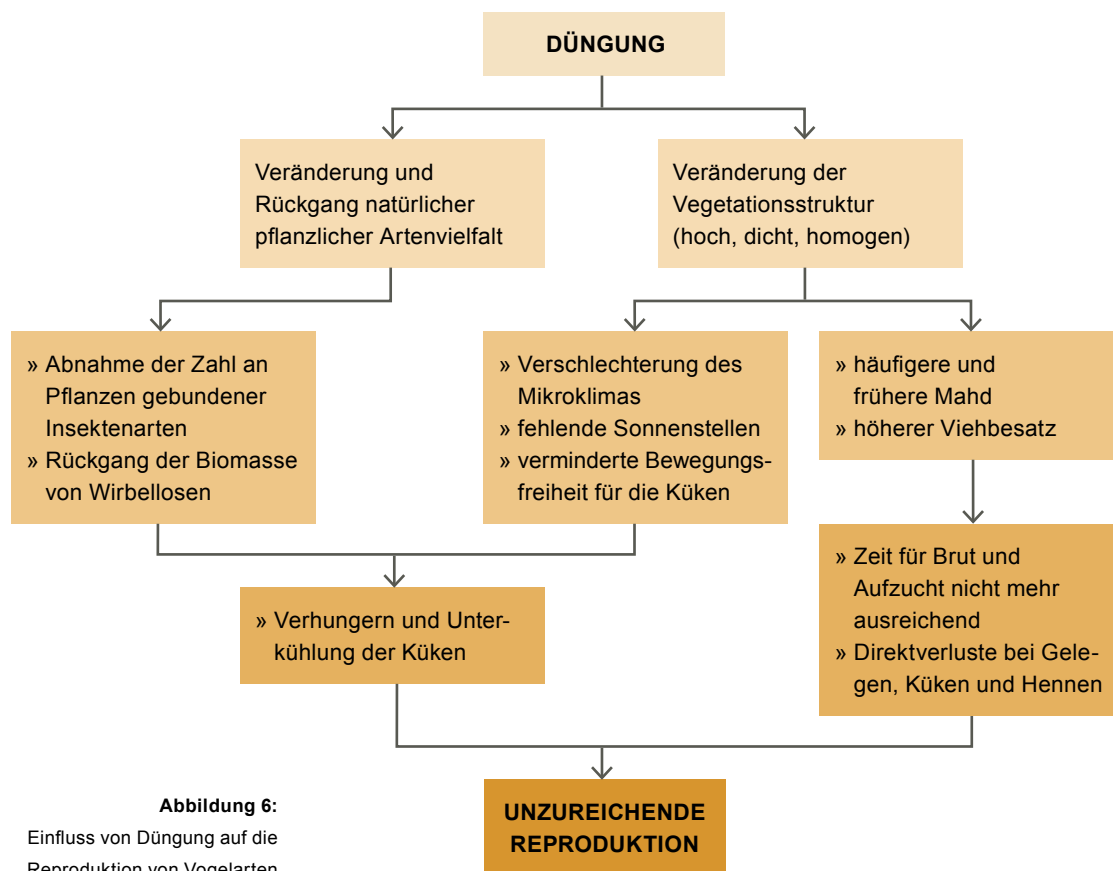 DÜNGUNG
Veränderung und
Rückgang natürlicher
pflanzlicher Artenvielfalt
Veränderung der
Vegetationsstruktur
(hoch, dicht, homogen)
» Abnahme der Zahl an
Pflanzen gebundener
Insektenarten
» Rückgang der Biomasse
von Wirbellosen
» Verschlechterung des
Mikroklimas
» fehlende Sonnenstellen
» verminderte Bewegungs-
freiheit für die Küken
» häufigere und
frühere Mahd
» höherer Viehbesatz
» Verhungern und Unter-
kühlung der Küken
» Zeit für Brut und
Aufzucht nicht mehr
ausreichend
» Direktverluste bei Gele-
gen, Küken und Hennen
UNZUREICHENDE
REPRODUKTION
Abbildung 6:
Einfluss von Düngung auf die
Reproduktion von Vogelarten